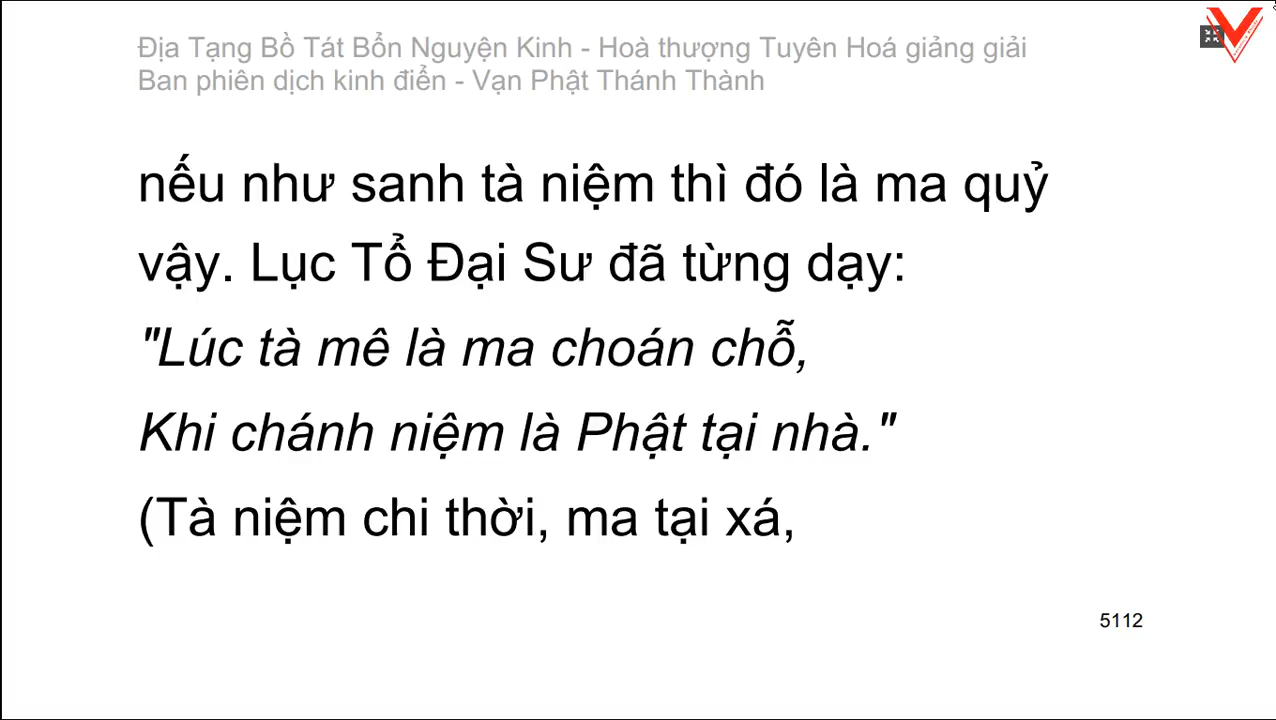 Địa Tạng Bồ Tát Bổn Nguyện Kinh - Hoà thượng Tuyên Hoá giảng giải
Ban phiên dịch kinh điển - Vạn Phật Thánh Thành
nếu như sanh tà niệm thì đó là ma quỷ
vậy. Lục Tổ Đại Sư đã từng dạy:
"Lúc tà mê là ma choán chỗ,
Khi chánh niệm là Phật tại nhà."
(Tà niệm chi thời, ma tại xá,
5112